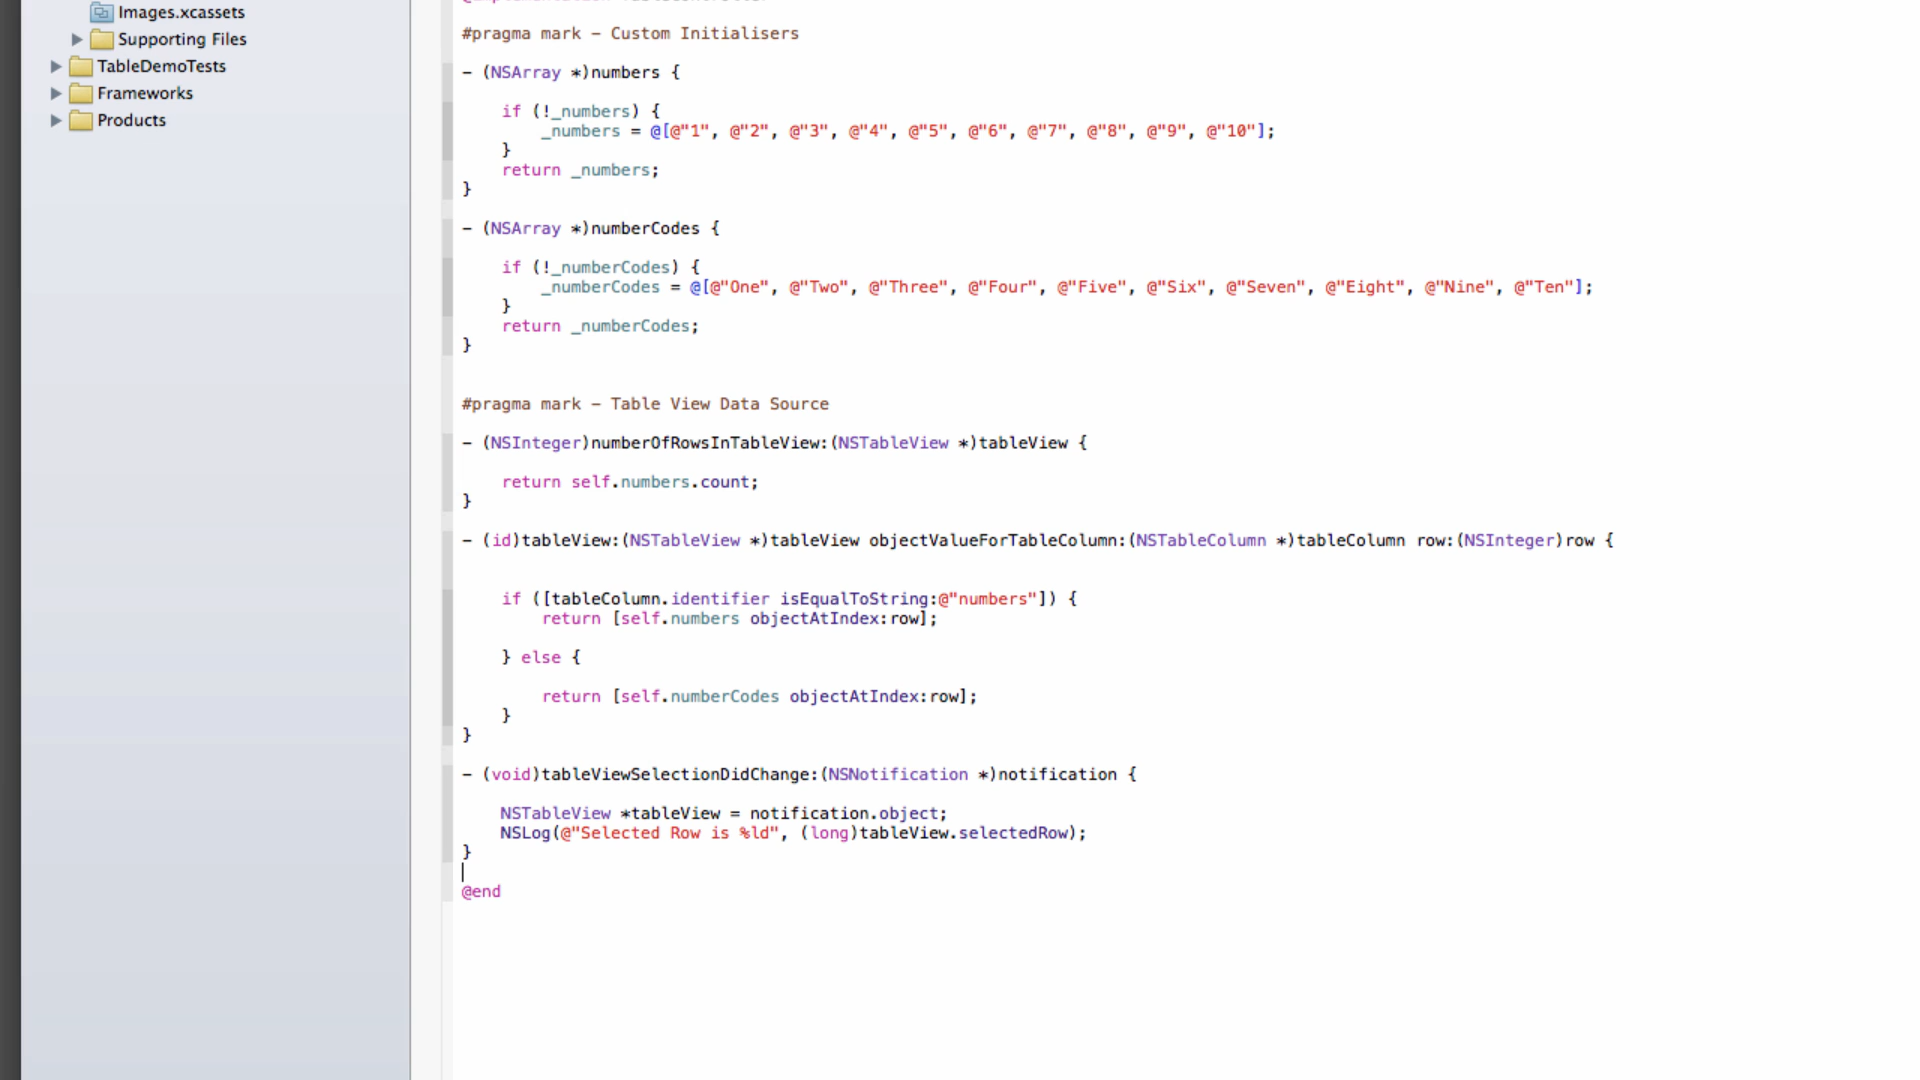 Images.xcassets
Supporting Files
TableDemoTests
Frameworks
Products
#pragma mark - Custom Initialisers
- (NSArray *)numbers {
if (!_numbers) {
_numbers = @[@"1", @"2", @"3", @"4", @"5", @"6", @"7", @"8", @"9", @"10"];
}
return _numbers;
}
- (NSArray *)numberCodes {
if (!_numberCodes) {
_numberCodes = @[@"One", @"Two", @"Three", @"Four", @"Five", @"Six", @"Seven", @"Eight", @"Nine", @"Ten"];
}
return _numberCodes;
}
#pragma mark - Table View Data Source
- (NSInteger)numberOfRowsInTableView:(NSTableView *)tableView {
return self.numbers.count;
}
- (id)tableView:(NSTableView *)tableView objectValueForTableColumn:(NSTableColumn *)tableColumn row:(NSInteger)row {
if ([tableColumn.identifier isEqualToString:@"numbers"]) {
return [self.numbers objectAtIndex:row];
} else {
return [self.numberCodes objectAtIndex:row];
}
}
- (void)tableViewSelectionDidChange:(NSNotification *)notification {
NSTableView *tableView = notification.object;
NSLog(@"Selected Row is %ld", (long)tableView.selectedRow);
}
@end